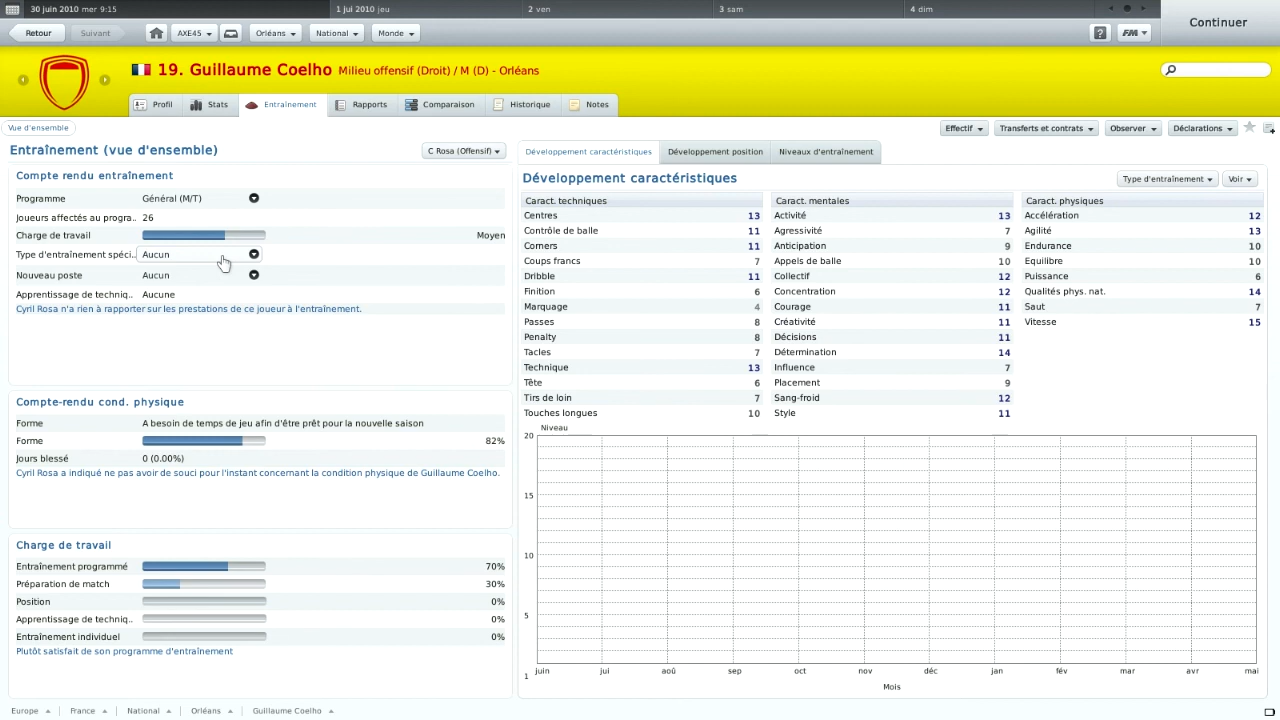 30 juin 2010 mer 9:15
1 jui 2010 jeu
2 ven
3 sam
4 dim
Continuer
Retour
Suivant
AXE45
Orléans
National
Monde
?
FM
19. Guillaume Coelho Milieu offensif (Droit) / M (D) - Orléans
Profil
Stats
Entraînement
Rapports
Comparaison
Historique
Notes
Vue d'ensemble
Effectif
Transferts et contrats
Observer
Déclarations
Entraînement (vue d'ensemble)
C Rosa (Offensif)
Compte rendu entraînement
Programme Général (M/T)
Joueurs affectés au progra.. 26
Charge de travail Moyen
Type d'entraînement spéci.. Aucun
Nouveau poste Aucun
Apprentissage de techniq.. Aucune
Cyril Rosa n'a rien à rapporter sur les prestations de ce joueur à l'entraînement.
Compte-rendu cond. physique
Forme A besoin de temps de jeu afin d'être prêt pour la nouvelle saison
Forme 82%
Jours blessé 0 (0.00%)
Cyril Rosa a indiqué ne pas avoir de souci pour l'instant concernant la condition physique de Guillaume Coelho.
Charge de travail
Entraînement programmé 70%
Préparation de match 30%
Position 0%
Apprentissage de techniq.. 0%
Entraînement individuel 0%
Plutôt satisfait de son programme d'entraînement
Développement caractéristiques
Développement position
Niveaux d'entraînement
Développement caractéristiques
Type d'entraînement
Voir
Caract. techniques
Centres 13
Contrôle de balle 11
Corners 11
Coups francs 7
Dribble 11
Finition 6
Marquage 4
Passes 8
Penalty 8
Tacles 7
Technique 13
Tête 6
Tirs de loin 7
Touches longues 10
Caract. mentales
Activité 13
Agressivité 7
Anticipation 9
Appels de balle 10
Collectif 12
Concentration 12
Courage 11
Créativité 11
Décisions 11
Détermination 14
Influence 7
Placement 9
Sang-froid 12
Style 11
Caract. physiques
Accélération 12
Agilité 13
Endurance 10
Equilibre 10
Puissance 6
Qualités phys. nat. 14
Saut 7
Vitesse 15
Niveau
20
15
10
5
1
juin jui aoû sep oct nov déc jan fév mar avr mai
Mois
Europe
France
National
Orléans
Guillaume Coelho